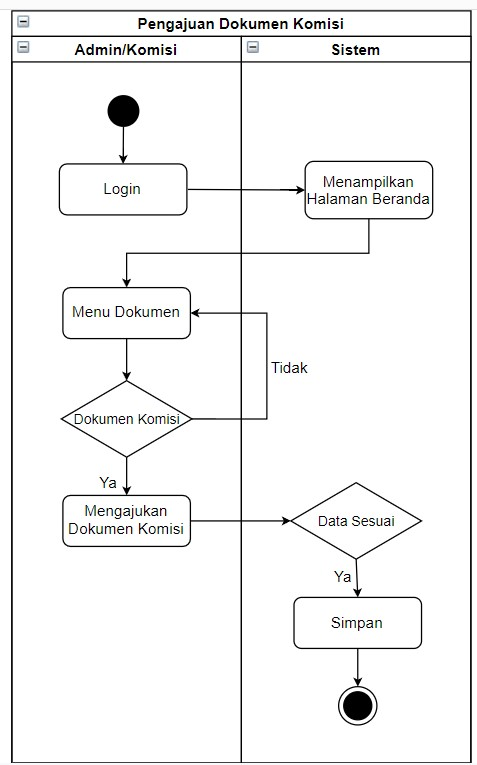 Pengajuan Dokumen Komisi
Admin/Komisi
Sistem
Login
Menampilkan
Halaman Beranda
Menu Dokumen
Tidak
Dokumen Komisi
Ya
Mengajukan
Dokumen Komisi
Data Sesuai
Ya
Simpan